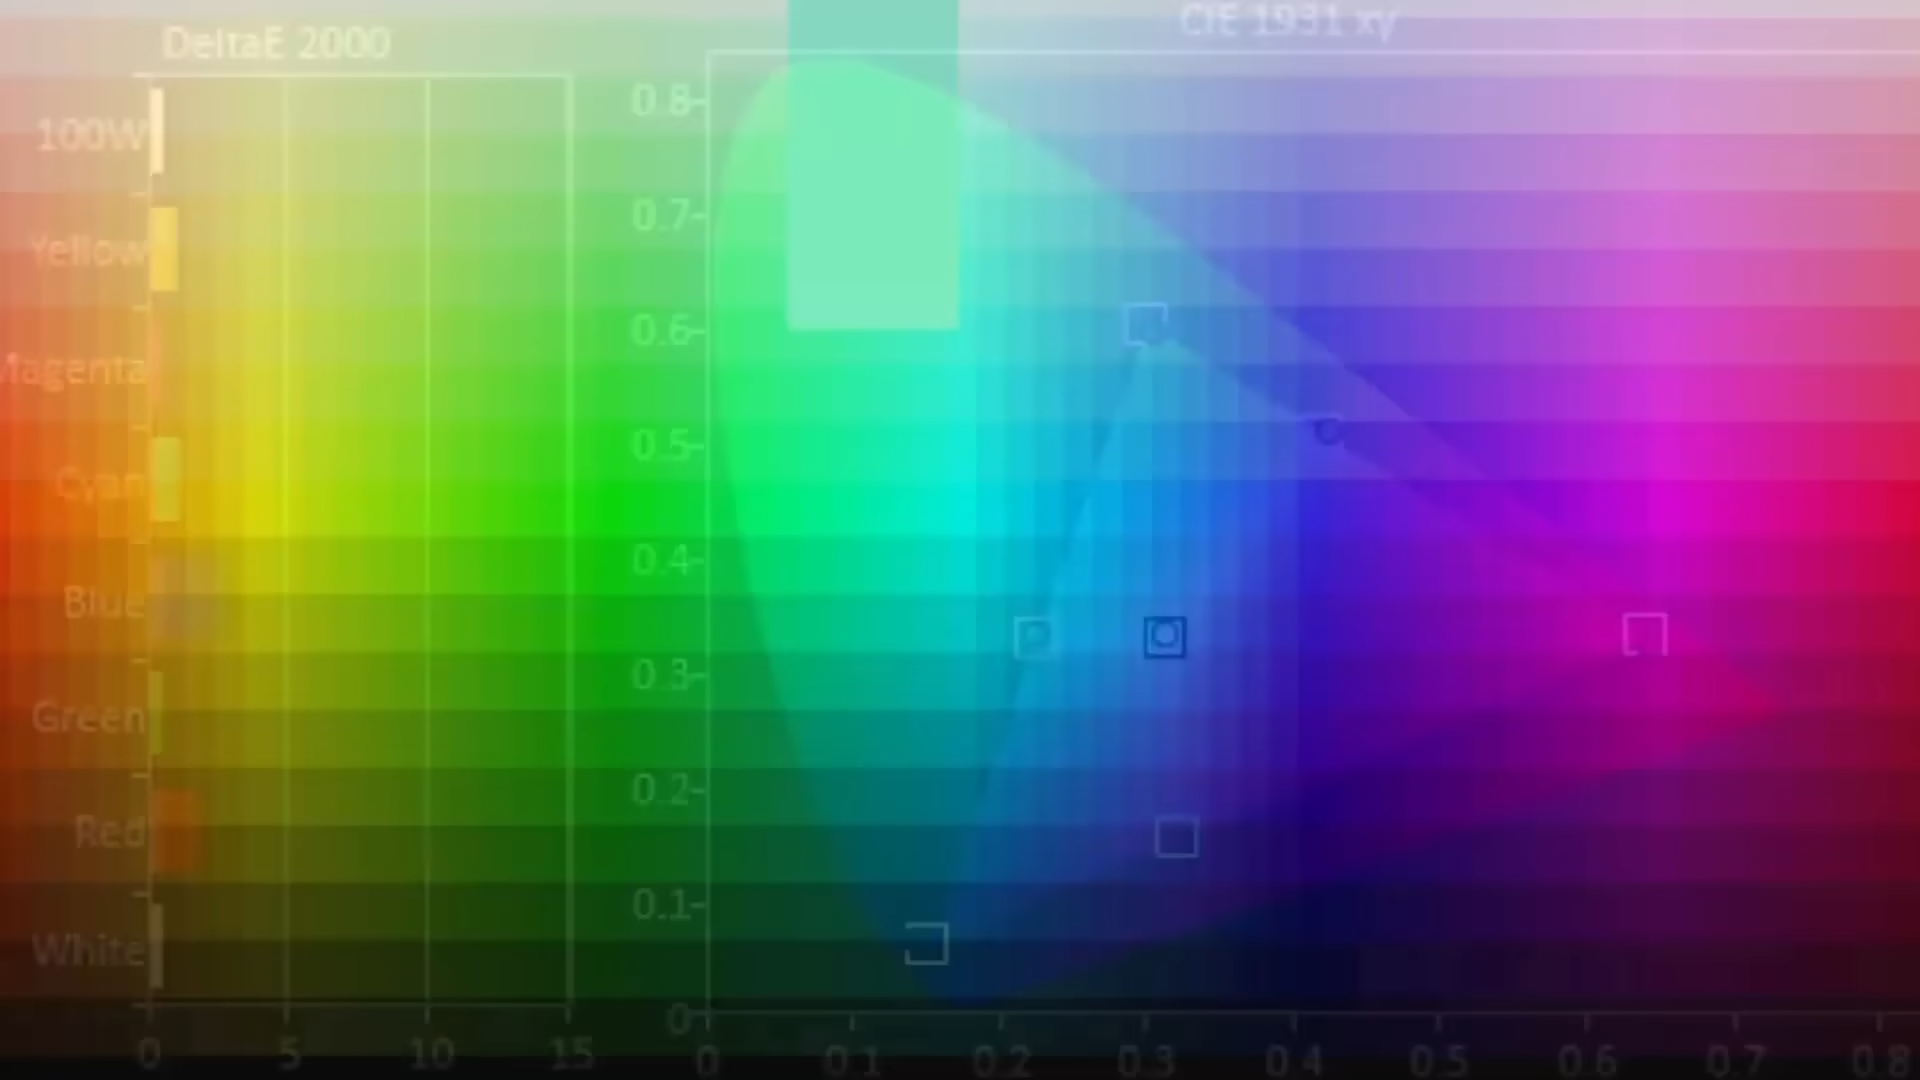 DeltaE 2000
100W
Yellow
Magenta
Cyan
Blue
Green
Red
White
0 5 10 15
CIE 1931 xy
0.8
0.7
0.6
0.5
0.4
0.3
0.2
0.1
0
0 0.1 0.2 0.3 0.4 0.5 0.6 0.7 0.8